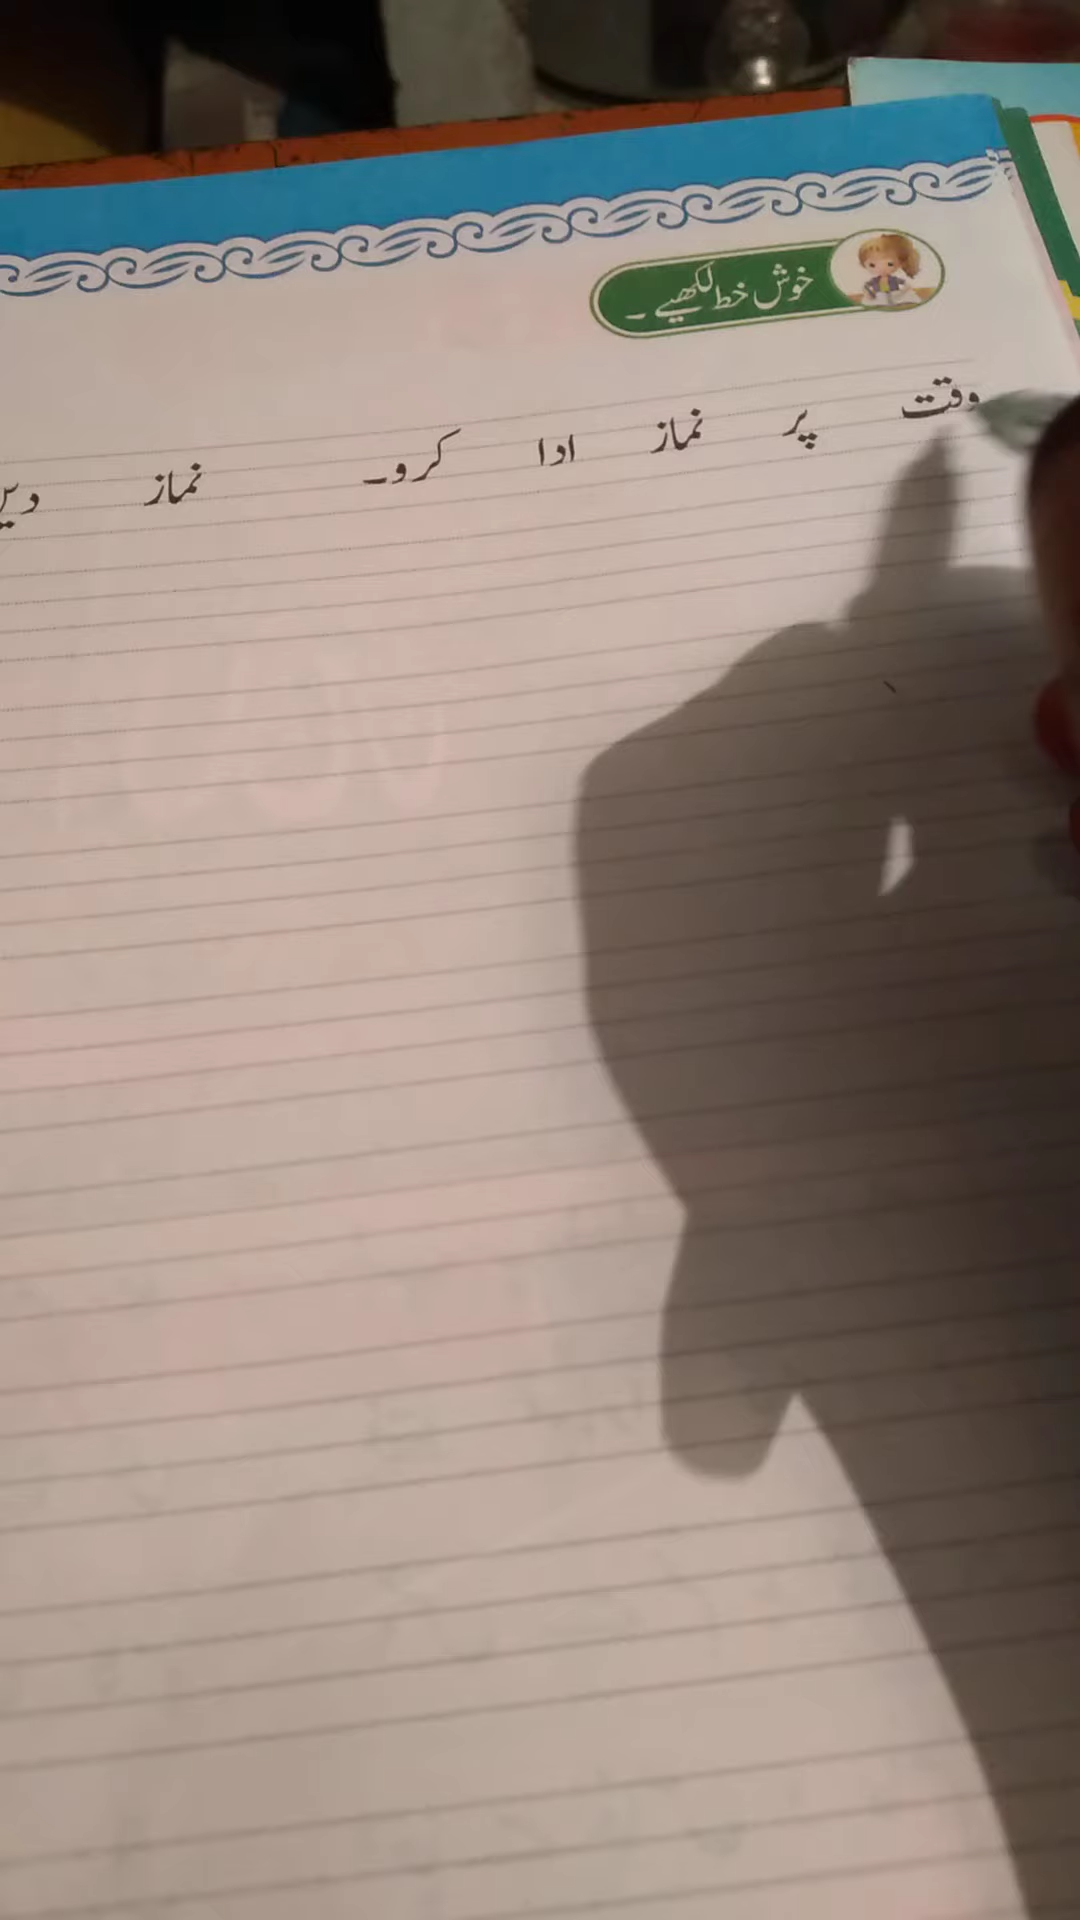 خوش خط لکھیے ۔
وقت پر نماز ادا کرو۔ نماز